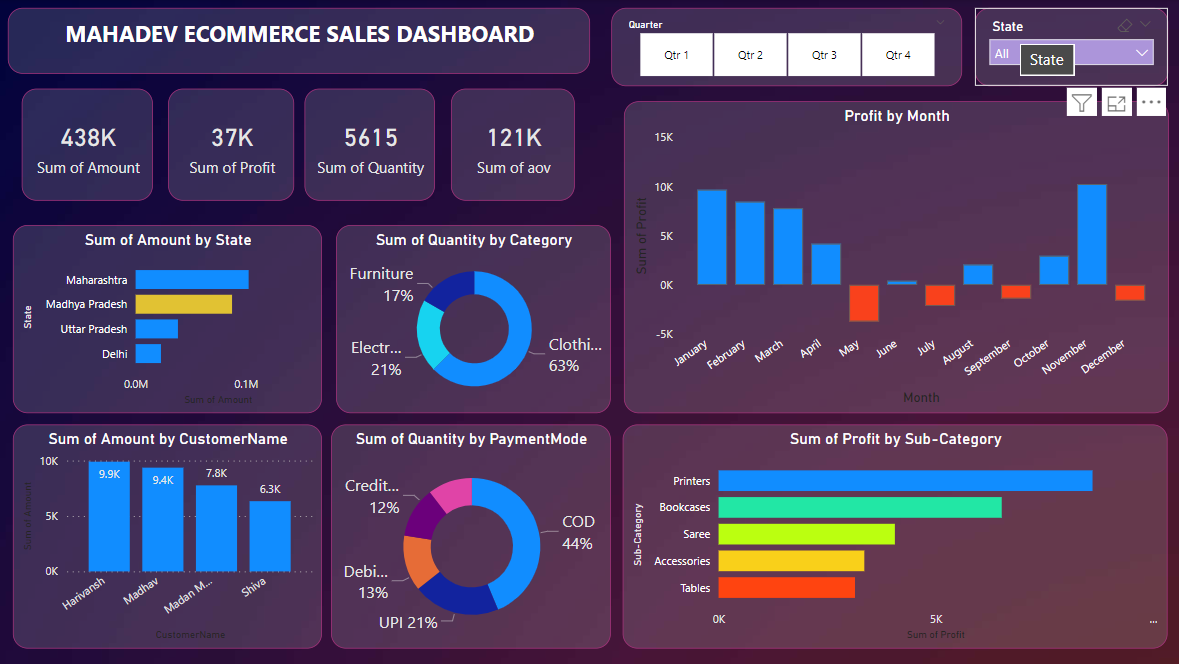 MAHADEV ECOMMERCE SALES DASHBOARD
Quarter
Qtr 1
Qtr 2
Qtr 3
Qtr 4
State
All
State
438K
Sum of Amount
37K
Sum of Profit
5615
Sum of Quantity
121K
Sum of aov
Profit by Month
15K
10K
5K
0K
-5K
Sum of Profit
January
February
March
April
May
June
July
August
September
October
November
December
Month
Sum of Amount by State
State
Maharashtra
Madhya Pradesh
Uttar Pradesh
Delhi
0.0M
0.1M
Sum of Amount
Sum of Quantity by Category
Furniture
17%
Electr...
21%
Clothi...
63%
Sum of Amount by CustomerName
Sum of Amount
10K
5K
0K
9.9K
9.4K
7.8K
6.3K
Harivansh
Madhav
Madan M...
Shiva
CustomerName
Sum of Quantity by PaymentMode
Credit...
12%
COD
44%
Debi...
13%
UPI 21%
Sum of Profit by Sub-Category
Sub-Category
Printers
Bookcases
Saree
Accessories
Tables
0K
5K
...
Sum of Profit